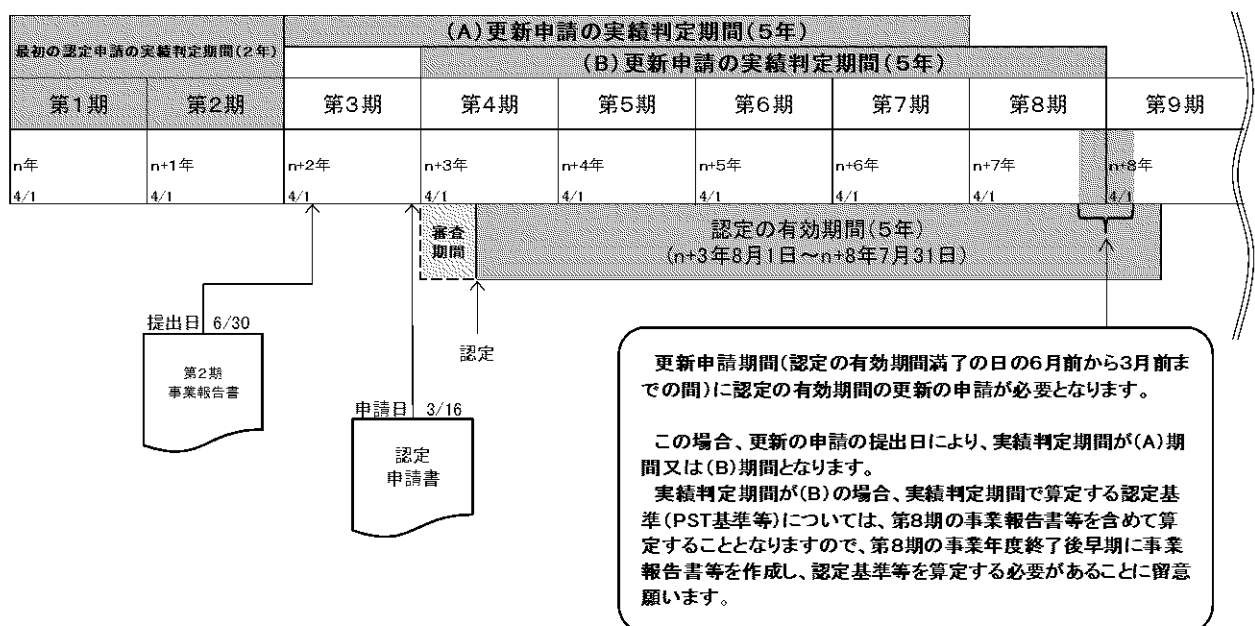 (A)更新申請の実績判定期間(5年)
最初の認定申請の実績判定期間(2年)
(B)更新申請の実績判定期間(5年)
第1期 第2期 第3期 第4期 第5期 第6期 第7期 第8期 第9期
n年 n+1年 n+2年 n+3年 n+4年 n+5年 n+6年 n+7年 n+8年
4/1 4/1 4/1 4/1 4/1 4/1 4/1 4/1 4/1
審査
期間
認定の有効期間(5年)
(n+3年8月1日~n+8年7月31日)
提出日 6/30
第2期
事業報告書
認定
申請日 3/16
認定
申請書
更新申請期間(認定の有効期間満了の日の6月前から3月前ま
での間)に認定の有効期間の更新の申請が必要となります。
この場合、更新の申請の提出日により、実績判定期間が(A)期
間又は(B)期間となります。
実績判定期間が(B)の場合、実績判定期間で算定する認定基
準(PST基準等)については、第8期の事業報告書等を含めて算
定することとなりますので、第8期の事業年度終了後早期に事業
報告書等を作成し、認定基準等を算定する必要があることに留意
願います。